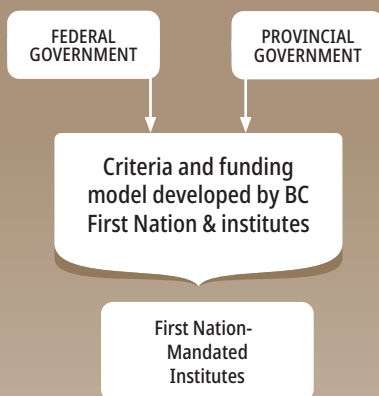 FEDERAL
GOVERNMENT
PROVINCIAL
GOVERNMENT
Criteria and funding
model developed by BC
First Nation & institutes
First Nation-
Mandated
Institutes